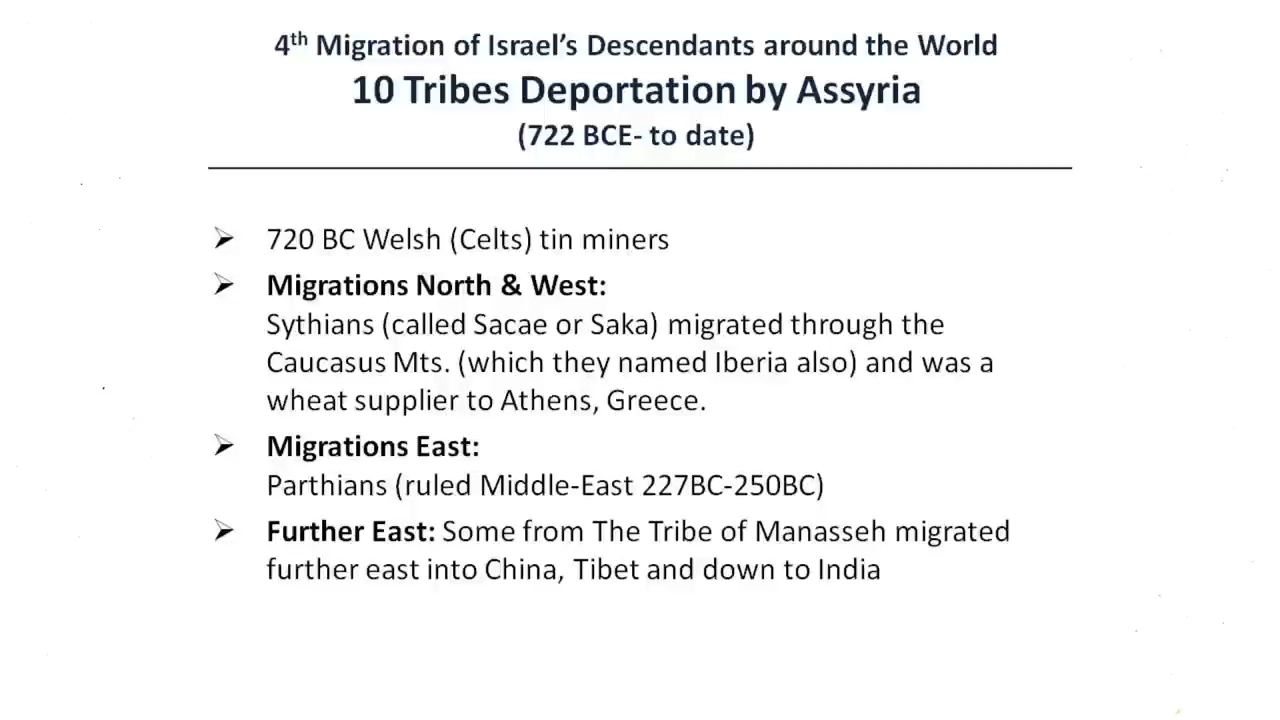 4th Migration of Israel’s Descendants around the World
10 Tribes Deportation by Assyria
(722 BCE- to date)
➢ 720 BC Welsh (Celts) tin miners
➢ Migrations North & West:
Sythians (called Sacae or Saka) migrated through the
Caucasus Mts. (which they named Iberia also) and was a
wheat supplier to Athens, Greece.
➢ Migrations East:
Parthians (ruled Middle-East 227BC-250BC)
➢ Further East: Some from The Tribe of Manasseh migrated
further east into China, Tibet and down to India